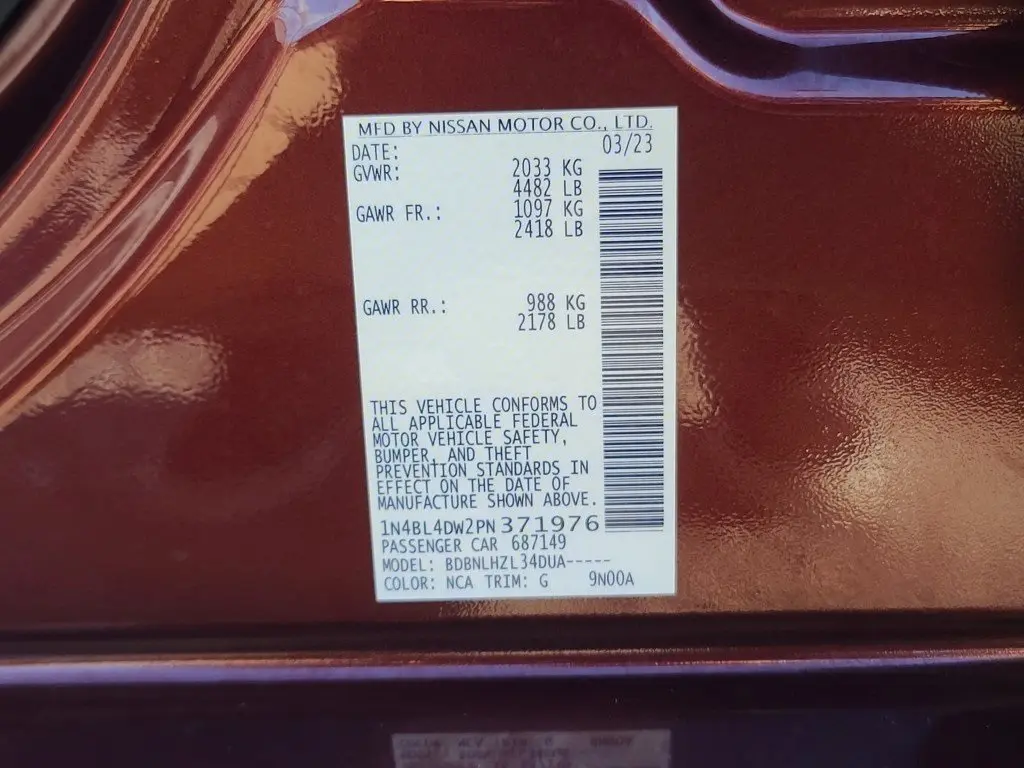 MFD BY NISSAN MOTOR CO., LTD.
DATE: 03/23
GVWR: 2033 KG
4482 LB
GAWR FR.: 1097 KG
2418 LB
GAWR RR.: 988 KG
2178 LB
THIS VEHICLE CONFORMS TO
ALL APPLICABLE FEDERAL
MOTOR VEHICLE SAFETY,
BUMPER, AND THEFT
PREVENTION STANDARDS IN
EFFECT ON THE DATE OF
MANUFACTURE SHOWN ABOVE.
1N4BL4DW2PN371976
PASSENGER CAR 687149
MODEL: BDBNLHZL34DUA-----
COLOR: NCA TRIM: G 9N00A